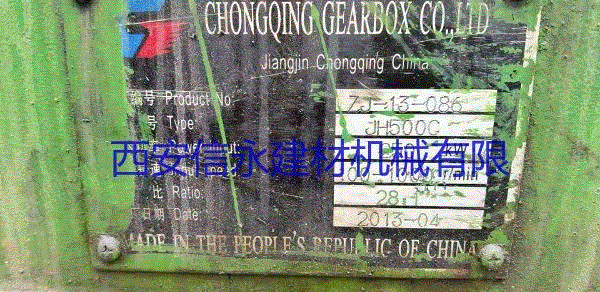 CHONGQING GEARBOX CO.,LTD
Jiangjin Chongqing China
编号 Product No: ZJ-13-086
号 Type: JH500C
西安信永建材机械有限
比 Ratio: 28.1
日期 Date: 2013-04
MADE IN THE PEOPLE'S REPUBLIC OF CHINA